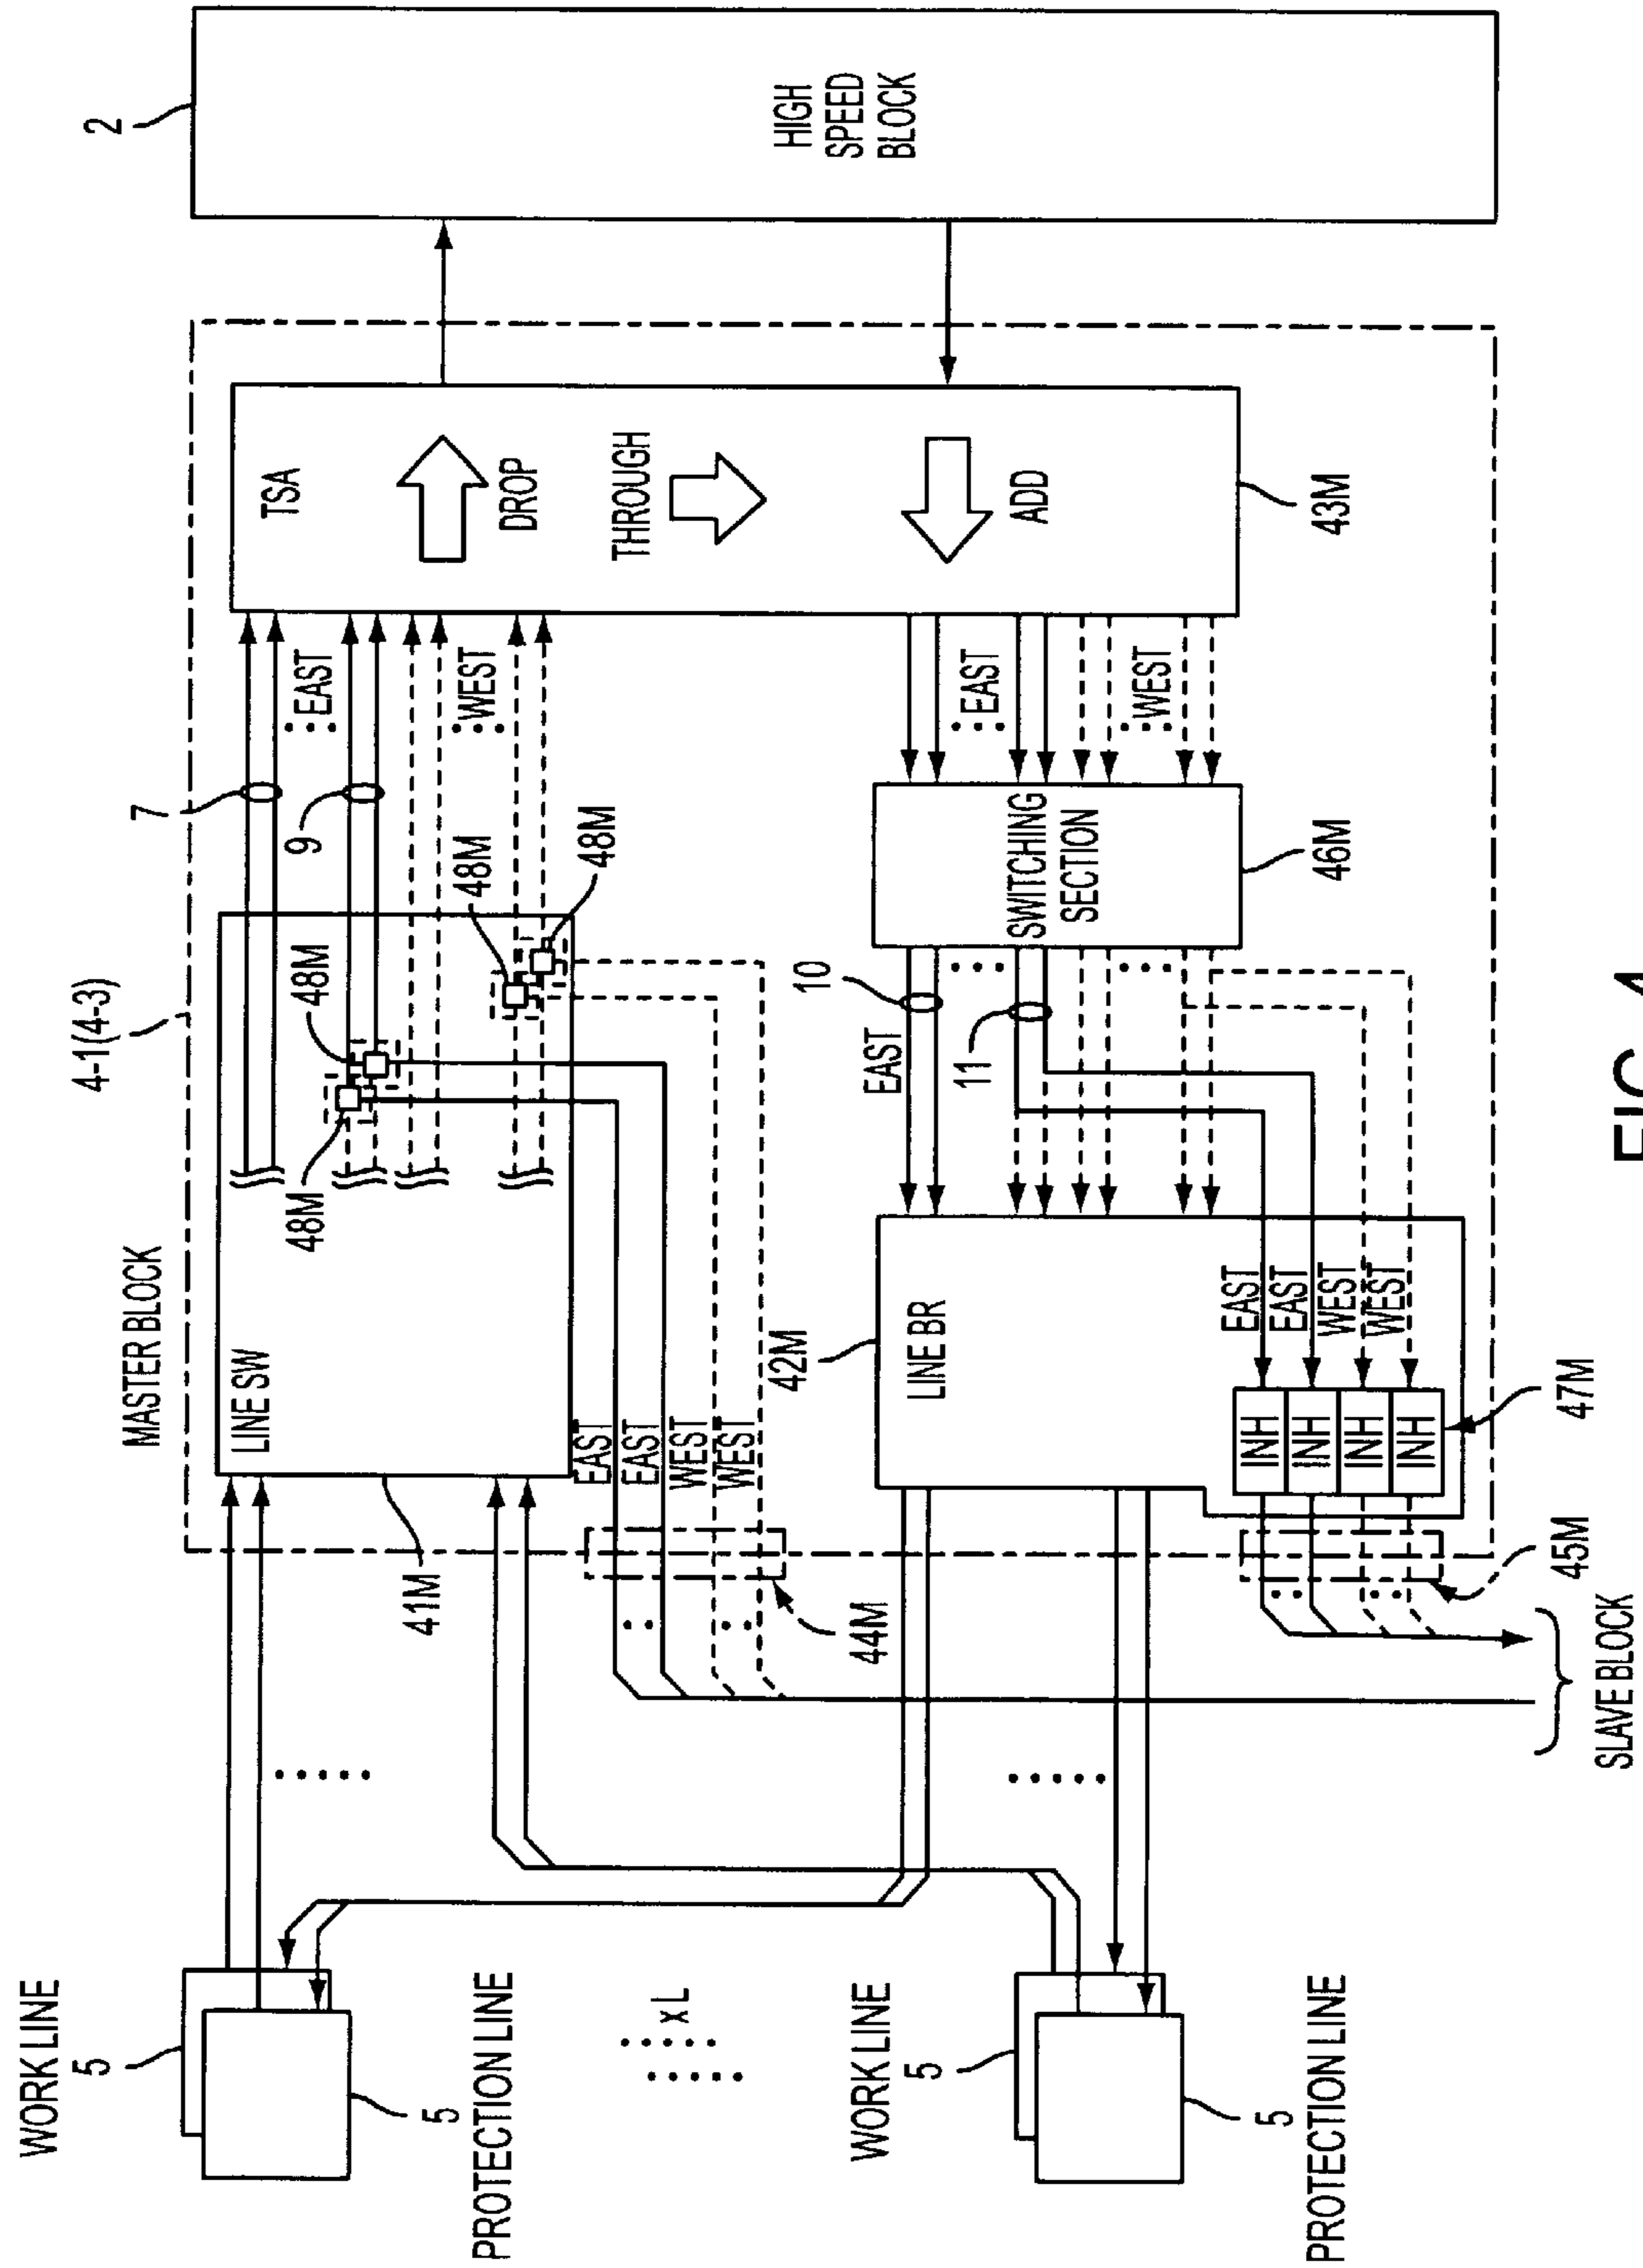 WORK LINE
5
5
PROTECTION LINE
x L
WORK LINE
5
5
PROTECTION LINE
MASTER BLOCK
4-1(4-3)
LINE SW
41M
48M
48M
48M
48M
7
9
EAST
WEST
TSA
DROP
THROUGH
ADD
43M
2
HIGH
SPEED
BLOCK
EAST
EAST
WEST
WEST
44M
EAST
WEST
SWITCHING
SECTION
46M
10
EAST
11
42M
LINE BR
EAST
EAST
WEST
WEST
INH
INH
INH
INH
47M
45M
SLAVE BLOCK